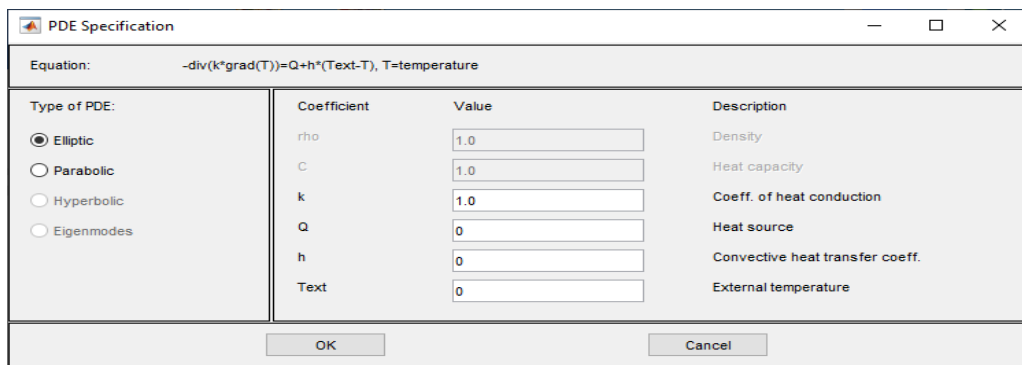 PDE Specification
Equation: -div(k*grad(T))=Q+h*(Text-T), T=temperature
Type of PDE:
Elliptic
Parabolic
Hyperbolic
Eigenmodes
Coefficient Value Description
rho 1.0 Density
C 1.0 Heat capacity
k 1.0 Coeff. of heat conduction
Q 0 Heat source
h 0 Convective heat transfer coeff.
Text 0 External temperature
OK Cancel